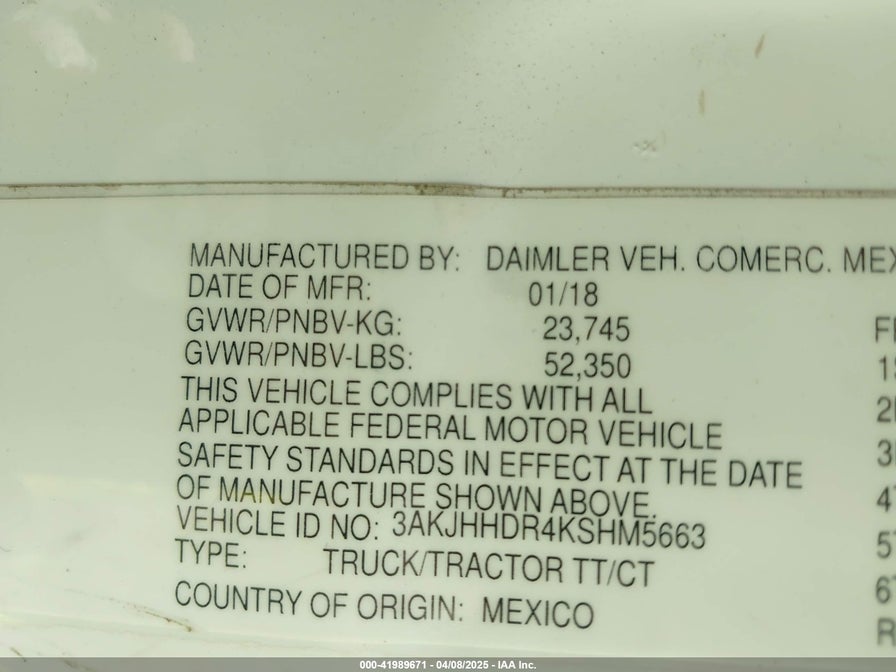 MANUFACTURED BY: DAIMLER VEH. COMERC. MEX
DATE OF MFR: 01/18
GVWR/PNBV-KG: 23,745
GVWR/PNBV-LBS: 52,350
THIS VEHICLE COMPLIES WITH ALL
APPLICABLE FEDERAL MOTOR VEHICLE
SAFETY STANDARDS IN EFFECT AT THE DATE
OF MANUFACTURE SHOWN ABOVE.
VEHICLE ID NO: 3AKJHHDR4KSHM5663
TYPE: TRUCK/TRACTOR TT/CT
COUNTRY OF ORIGIN: MEXICO
000-41989671 - 04/08/2025 - IAA Inc.